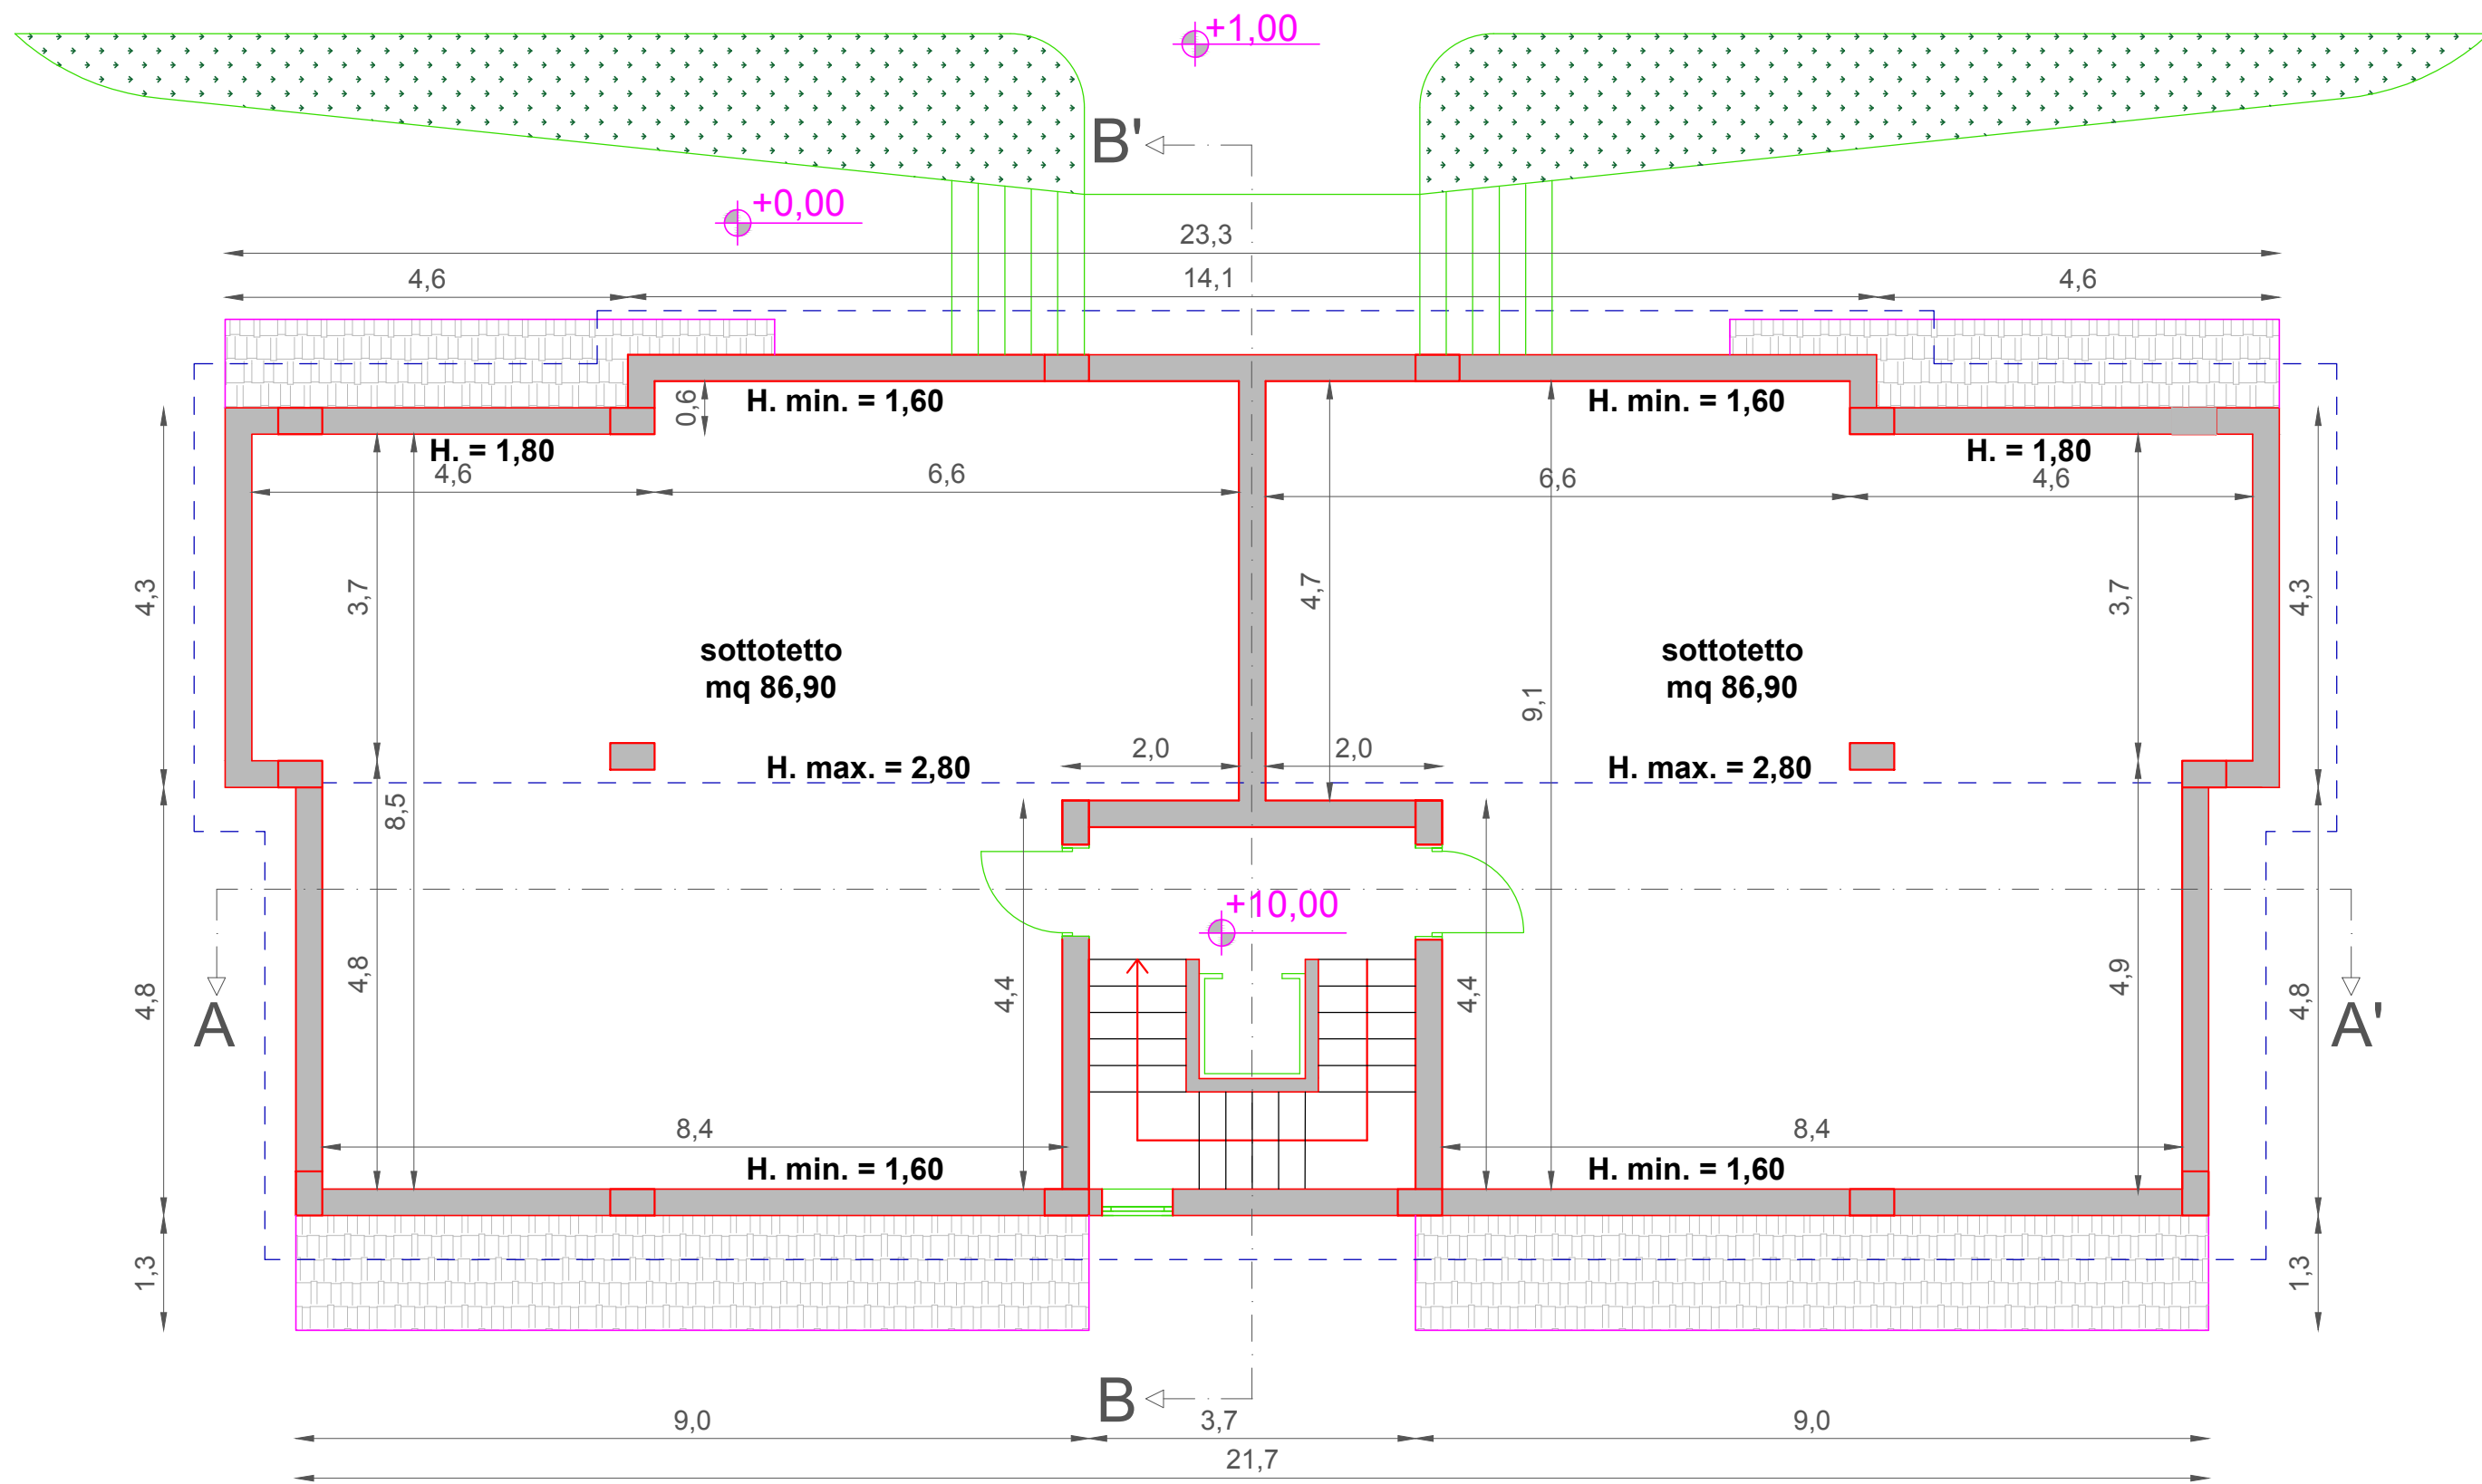 +1,00
B'
+0,00
23,3
4,6
14,1
4,6
0,6
H. min. = 1,60
H. min. = 1,60
H. = 1,80
H. = 1,80
4,6
6,6
6,6
4,6
4,3
3,7
4,7
3,7
4,3
sottotetto
mq 86,90
sottotetto
mq 86,90
9,1
2,0
2,0
H. max. = 2,80
H. max. = 2,80
8,5
+10,00
4,8
4,8
4,4
4,4
4,9
4,8
A
A'
8,4
8,4
H. min. = 1,60
H. min. = 1,60
1,3
1,3
B
9,0
3,7
9,0
21,7